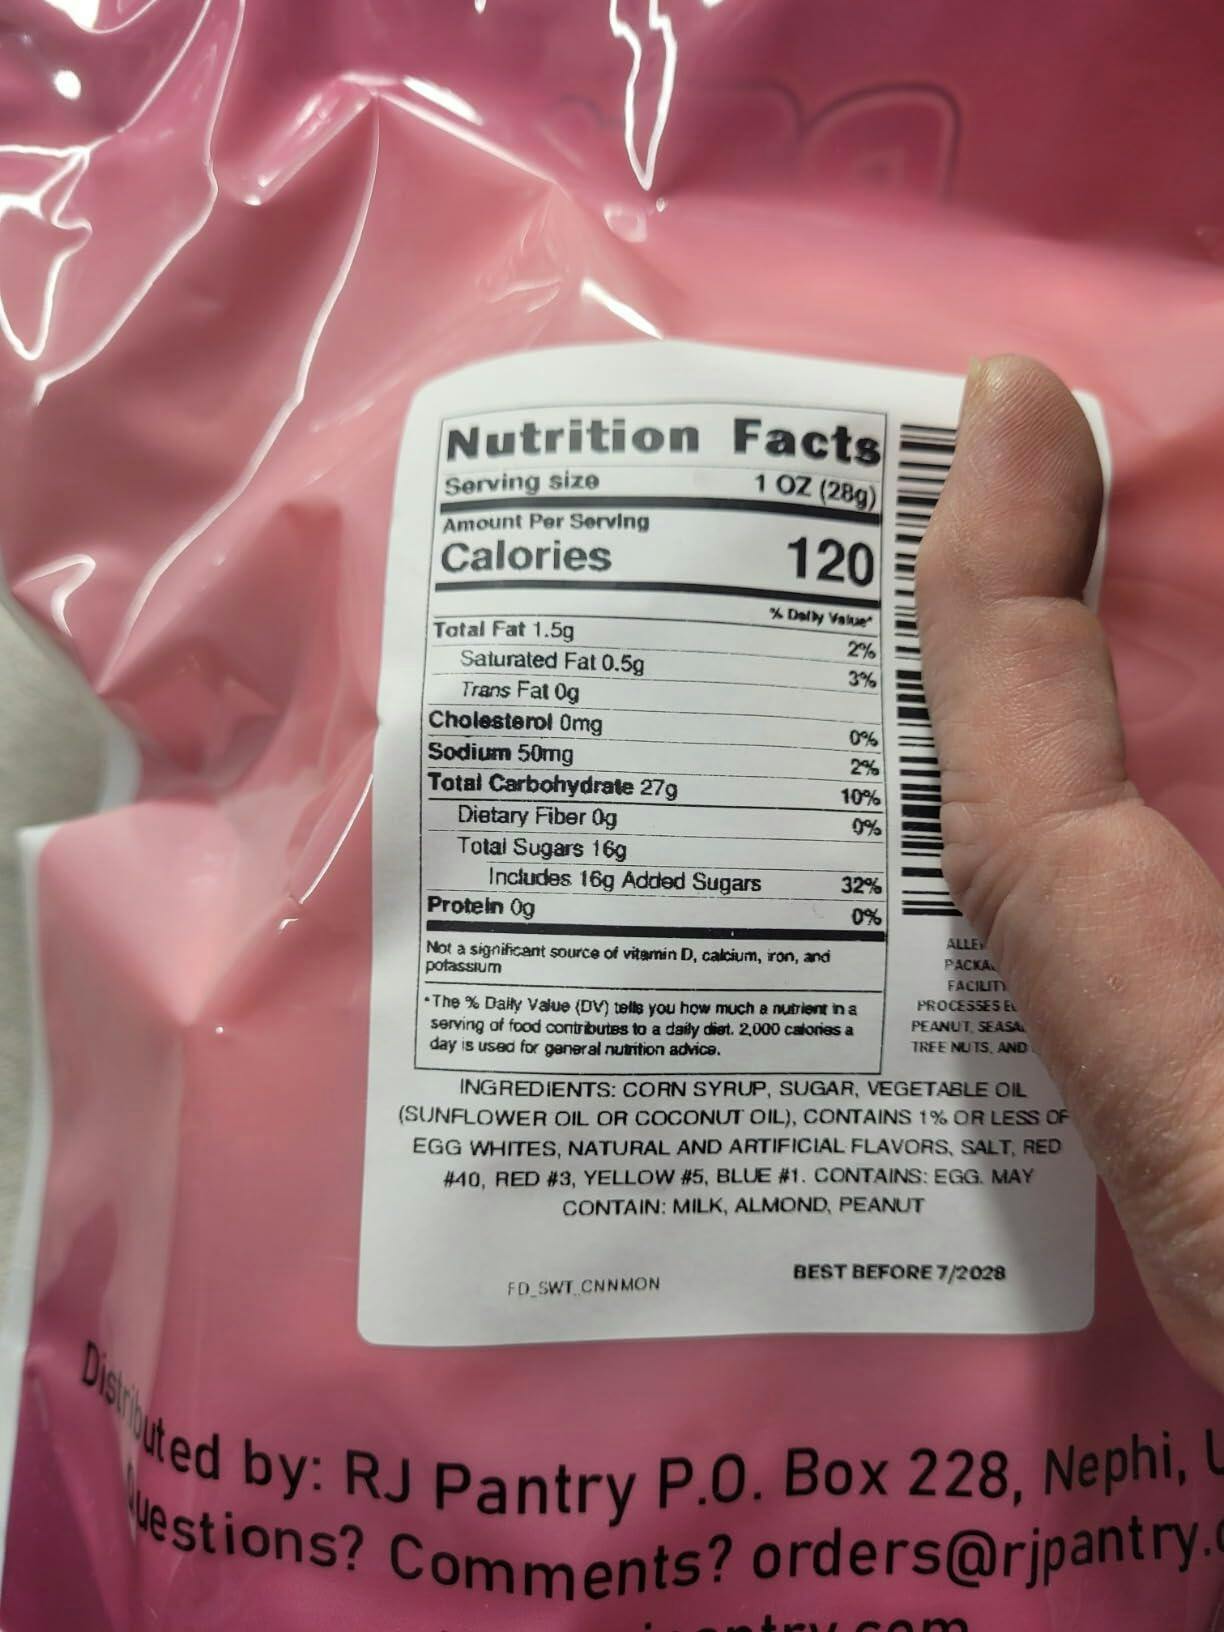 Nutrition Facts
Serving size 1 OZ (28g)
Amount Per Serving
Calories 120
% Daily Value*
Total Fat 1.5g 2%
Saturated Fat 0.5g 3%
Trans Fat 0g
Cholesterol 0mg 0%
Sodium 50mg 2%
Total Carbohydrate 27g 10%
Dietary Fiber 0g 0%
Total Sugars 16g
Includes 16g Added Sugars 32%
Protein 0g 0%
Not a significant source of vitamin D, calcium, iron, and
potassium
*The % Daily Value (DV) tells you how much a nutrient in a
serving of food contributes to a daily diet. 2,000 calories a
day is used for general nutrition advice.
FACILITY
PROCESSES
PEANUT,
TREE NUTS, AND
INGREDIENTS: CORN SYRUP, SUGAR, VEGETABLE OIL
(SUNFLOWER OIL OR COCONUT OIL), CONTAINS 1% OR LESS OF
EGG WHITES, NATURAL AND ARTIFICIAL FLAVORS, SALT, RED
#40, RED #3, YELLOW #5, BLUE #1. CONTAINS: EGG. MAY
CONTAIN: MILK, ALMOND, PEANUT
FD_SWT_CNNMON
BEST BEFORE 7/2028
Distributed by: RJ Pantry P.O. Box 228, Nephi,
Questions? Comments? orders@rjpantry.